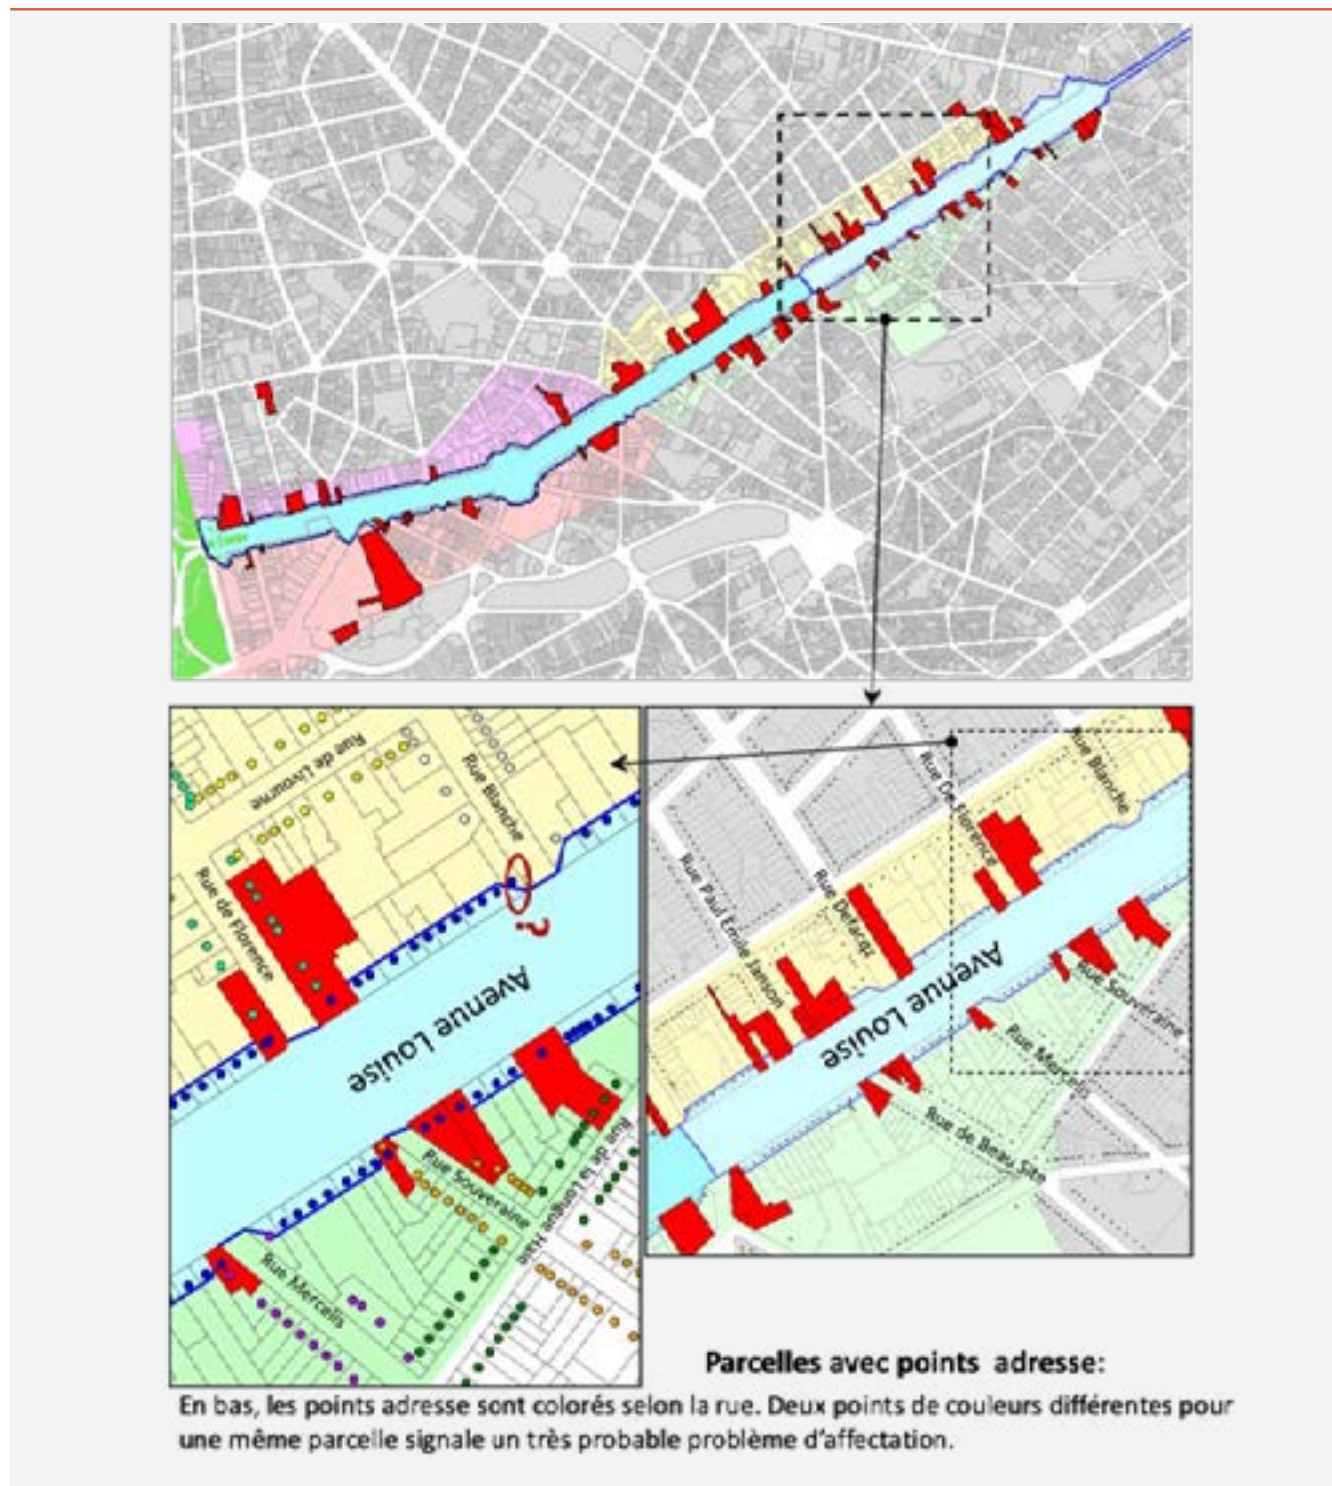 Rue de Livourne
Rue Blanche
Rue de Florence
?
Avenue Louise
Rue Souveraine
Rue de la Longue Haie
Rue Mercelis
Rue Blanche
Rue De Florence
Rue Defacqz
Rue Paul Emile Janson
Avenue Louise
Rue Souveraine
Rue Mercelis
Rue de Beau Site
Parcelles avec points adresse:
En bas, les points adresse sont colorés selon la rue. Deux points de couleurs différentes pour
une même parcelle signale un très probable problème d'affectation.